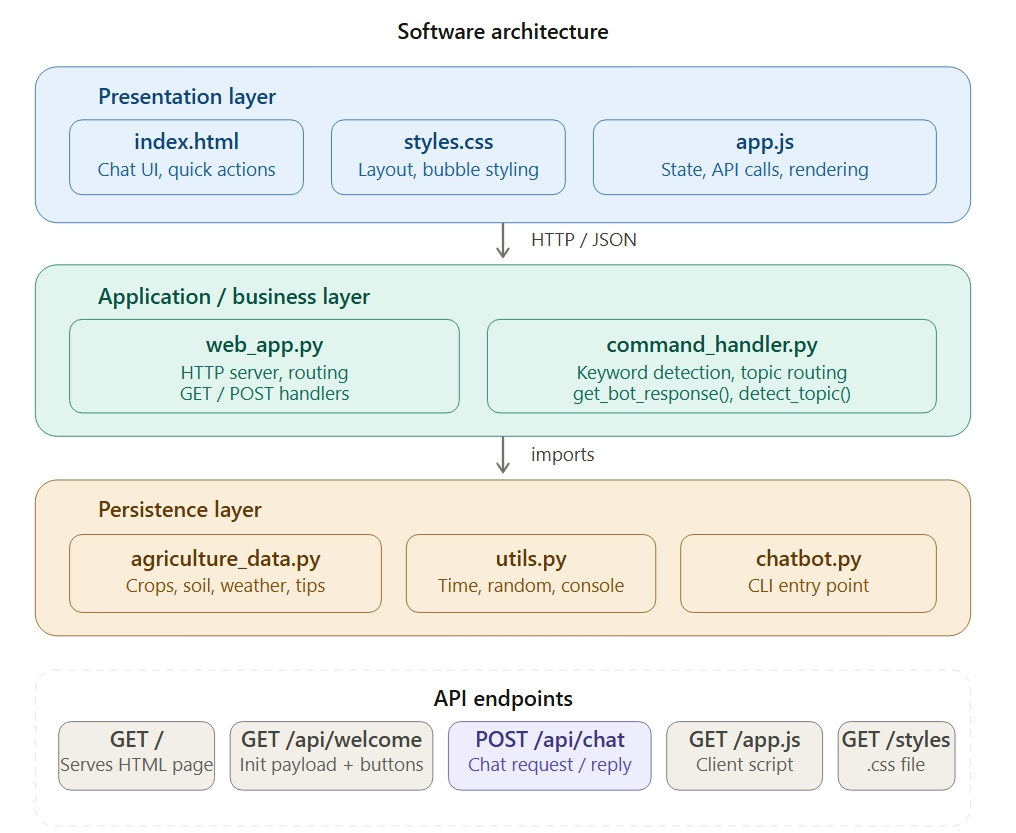 Software architecture
Presentation layer
index.html
Chat UI, quick actions
styles.css
Layout, bubble styling
app.js
State, API calls, rendering
HTTP / JSON
Application / business layer
web_app.py
HTTP server, routing
GET / POST handlers
command_handler.py
Keyword detection, topic routing
get_bot_response(), detect_topic()
imports
Persistence layer
agriculture_data.py
Crops, soil, weather, tips
utils.py
Time, random, console
chatbot.py
CLI entry point
API endpoints
GET /
Serves HTML page
GET /api/welcome
Init payload + buttons
POST /api/chat
Chat request / reply
GET /app.js
Client script
GET /styles
.css file